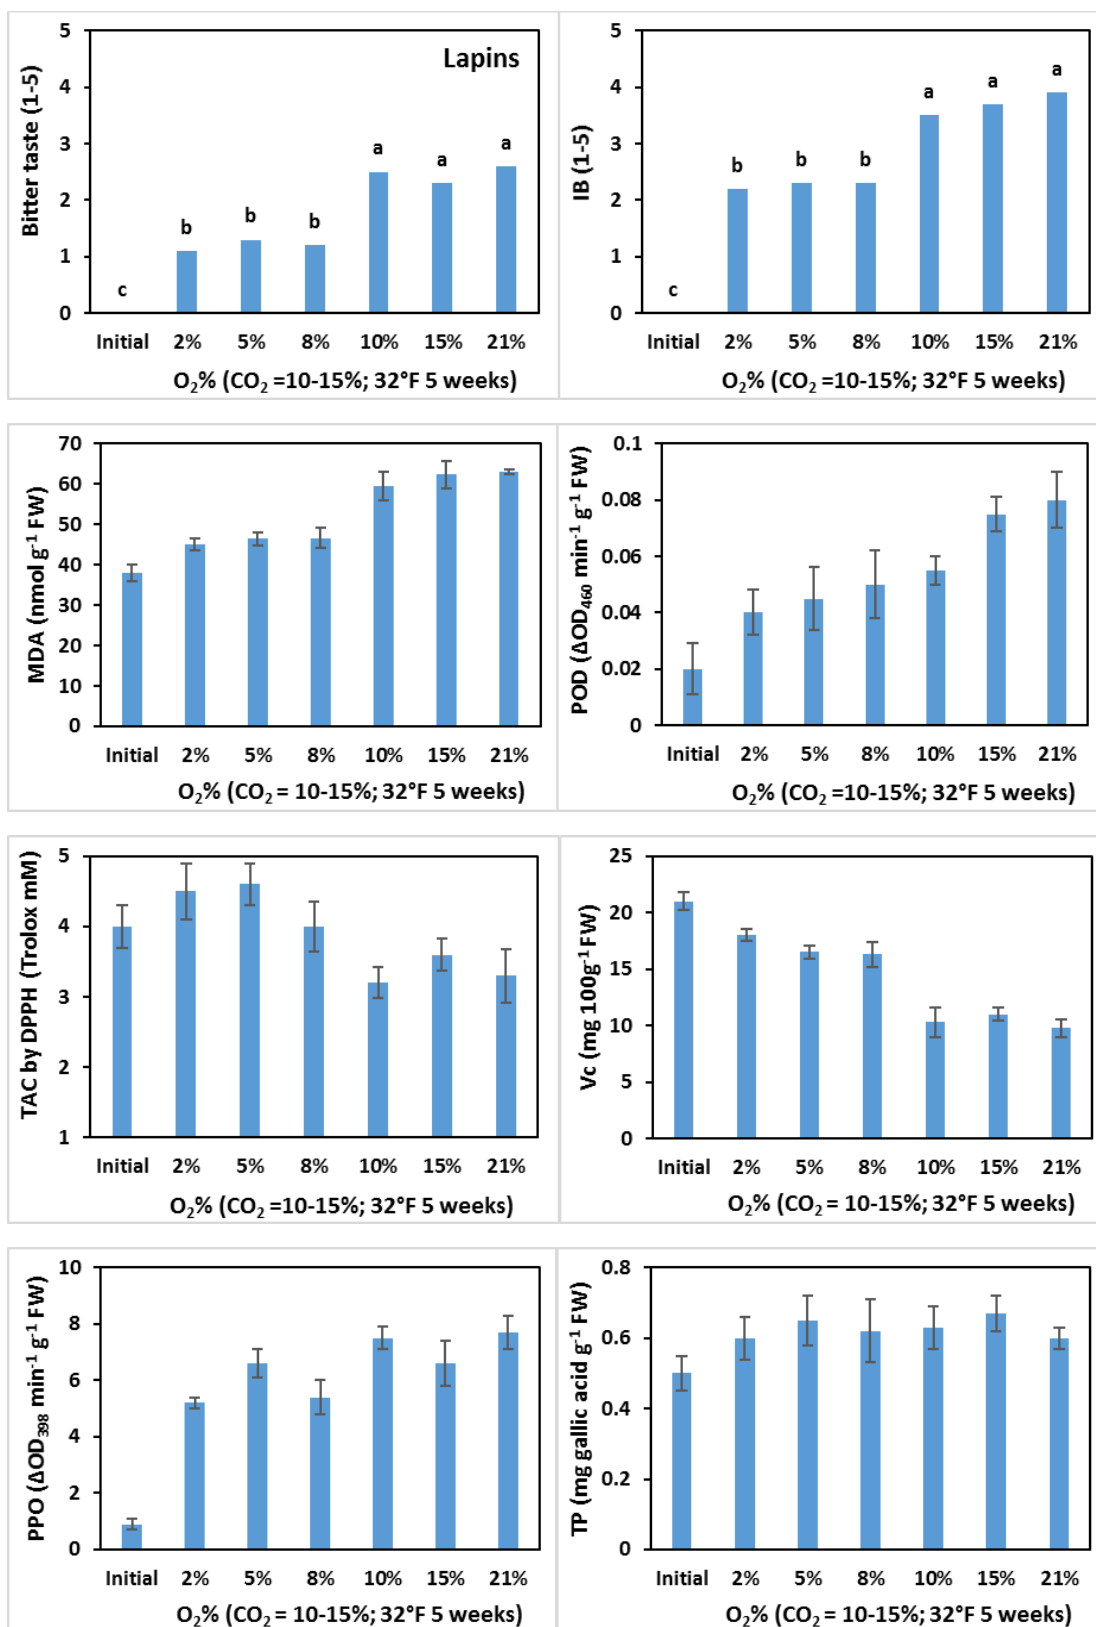 Bitter taste (1-5)
5
4
3
2
1
0
Lapins
c
b
b
b
a
a
a
Initial 2% 5% 8% 10% 15% 21%
O₂% (CO₂ =10-15%; 32°F 5 weeks)
IB (1-5)
5
4
3
2
1
0
c
b
b
b
a
a
a
Initial 2% 5% 8% 10% 15% 21%
O₂% (CO₂ =10-15%; 32°F 5 weeks)
MDA (nmol g⁻¹ FW)
70
60
50
40
30
20
10
0
Initial 2% 5% 8% 10% 15% 21%
O₂% (CO₂ = 10-15%; 32°F 5 weeks)
POD (ΔOD₄₆₀ min⁻¹ g⁻¹ FW)
0.1
0.08
0.06
0.04
0.02
0
Initial 2% 5% 8% 10% 15% 21%
O₂% (CO₂ =10-15%; 32°F 5 weeks)
TAC by DPPH (Trolox mM)
5
4
3
2
1
Initial 2% 5% 8% 10% 15% 21%
O₂% (CO₂ =10-15%; 32°F 5 weeks)
Vc (mg 100g⁻¹ FW)
25
20
15
10
5
0
Initial 2% 5% 8% 10% 15% 21%
O₂% (CO₂ = 10-15%; 32°F 5 weeks)
PPO (ΔOD₃₉₈ min⁻¹ g⁻¹ FW)
10
8
6
4
2
0
Initial 2% 5% 8% 10% 15% 21%
O₂% (CO₂ = 10-15%; 32°F 5 weeks)
TP (mg gallic acid g⁻¹ FW)
0.8
0.6
0.4
0.2
0
Initial 2% 5% 8% 10% 15% 21%
O₂% (CO₂ = 10-15%; 32°F 5 weeks)